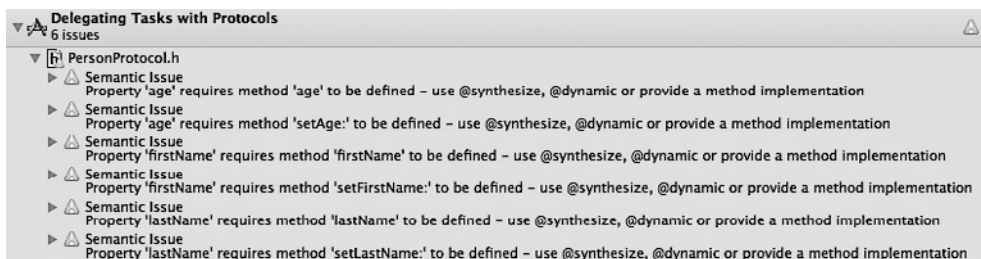 Delegating Tasks with Protocols
6 issues
PersonProtocol.h
Semantic Issue
Property 'age' requires method 'age' to be defined – use @synthesize, @dynamic or provide a method implementation
Semantic Issue
Property 'age' requires method 'setAge:' to be defined – use @synthesize, @dynamic or provide a method implementation
Semantic Issue
Property 'firstName' requires method 'firstName' to be defined – use @synthesize, @dynamic or provide a method implementation
Semantic Issue
Property 'firstName' requires method 'setFirstName:' to be defined – use @synthesize, @dynamic or provide a method implementation
Semantic Issue
Property 'lastName' requires method 'lastName' to be defined – use @synthesize, @dynamic or provide a method implementation
Semantic Issue
Property 'lastName' requires method 'setLastName:' to be defined – use @synthesize, @dynamic or provide a method implementation